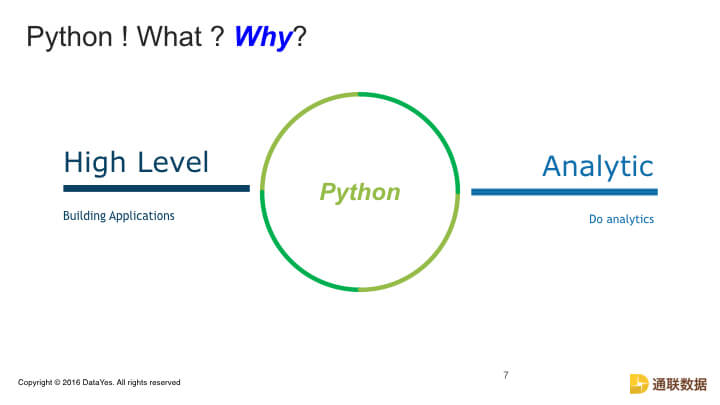 Python ! What ? Why?
High Level
Building Applications
Python
Analytic
Do analytics
Copyright © 2016 DataYes. All rights reserved
7
通联数据